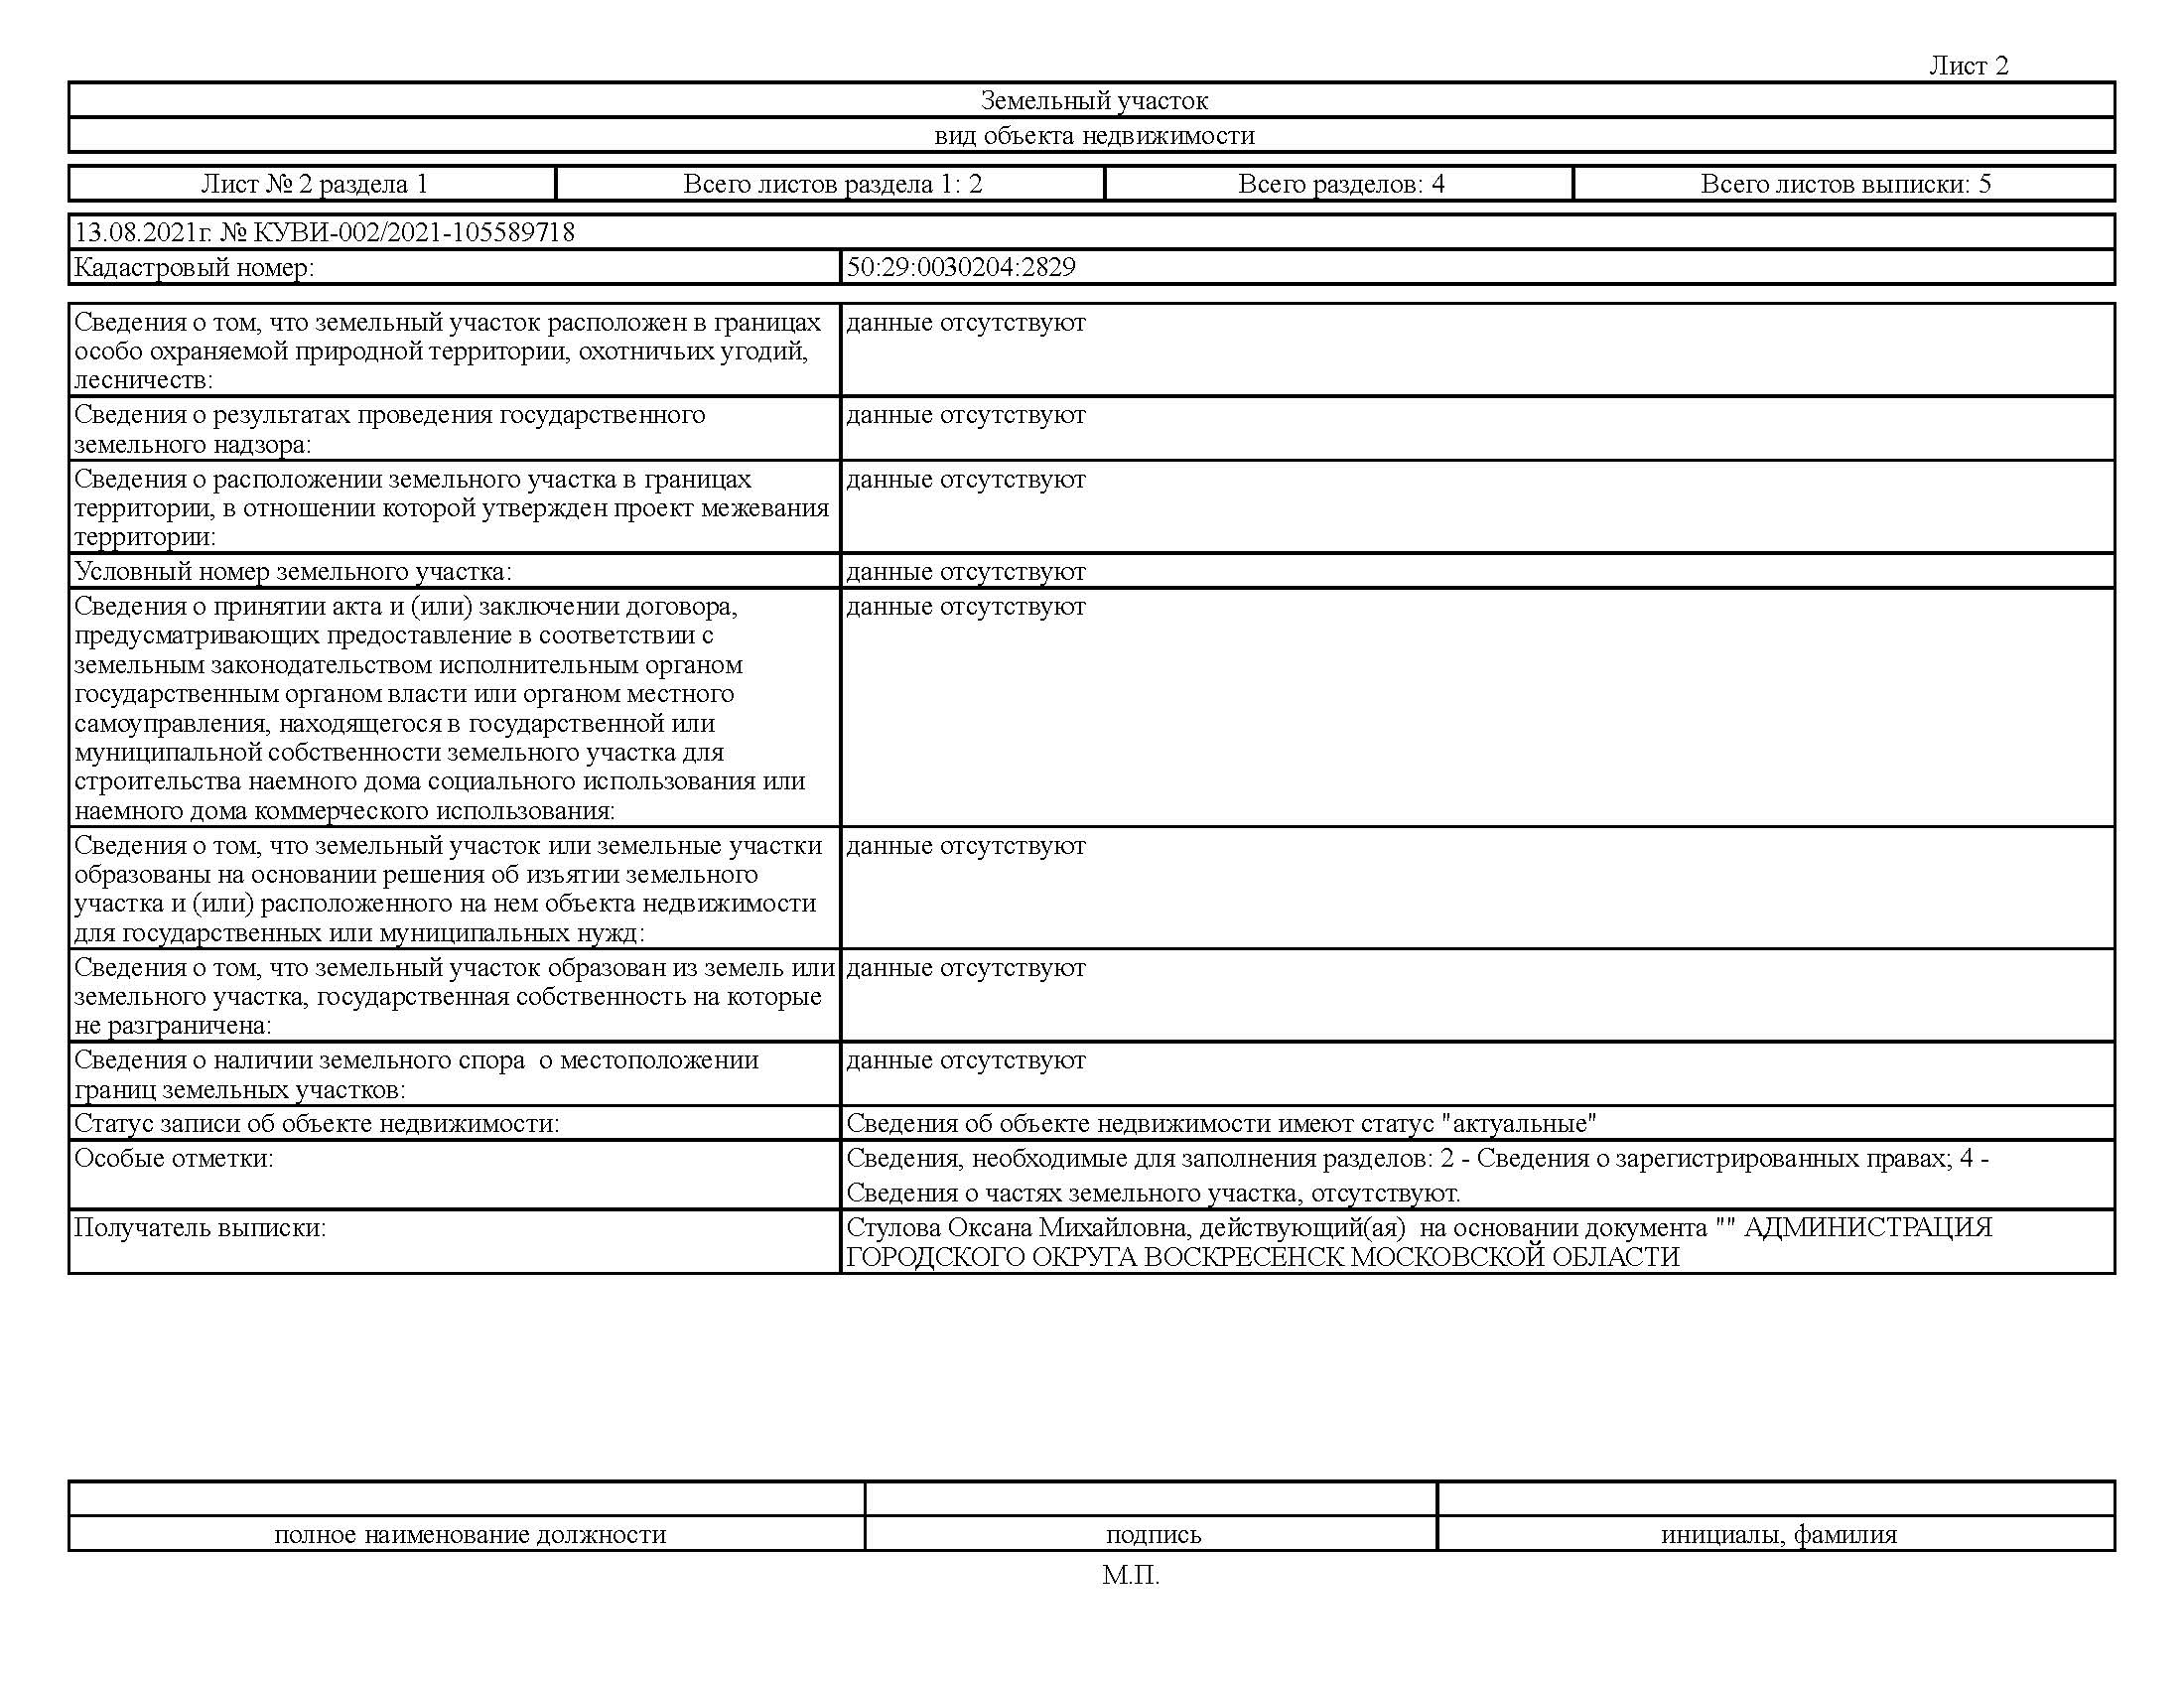 Лист 2
Земельный участок
вид объекта недвижимости
Лист № 2 раздела 1
Всего листов раздела 1: 2
Всего разделов: 4
Всего листов выписки: 5
13.08.2021г. № КУВИ-002/2021-105589718
Кадастровый номер:
50:29:0030204:2829
Сведения о том, что земельный участок расположен в границах
особо охраняемой природной территории, охотничьих угодий,
лесничеств:
данные отсутствуют
Сведения о результатах проведения государственного
земельного надзора:
данные отсутствуют
Сведения о расположении земельного участка в границах
территории, в отношении которой утвержден проект межевания
территории:
данные отсутствуют
Условный номер земельного участка:
данные отсутствуют
Сведения о принятии акта и (или) заключении договора,
предусматривающих предоставление в соответствии с
земельным законодательством исполнительным органом
государственным органом власти или органом местного
самоуправления, находящегося в государственной или
муниципальной собственности земельного участка для
строительства наемного дома социального использования или
наемного дома коммерческого использования:
данные отсутствуют
Сведения о том, что земельный участок или земельные участки
образованы на основании решения об изъятии земельного
участка и (или) расположенного на нем объекта недвижимости
для государственных или муниципальных нужд:
данные отсутствуют
Сведения о том, что земельный участок образован из земель или
земельного участка, государственная собственность на которые
не разграничена:
данные отсутствуют
Сведения о наличии земельного спора о местоположении
границ земельных участков:
данные отсутствуют
Статус записи об объекте недвижимости:
Сведения об объекте недвижимости имеют статус "актуальные"
Особые отметки:
Сведения, необходимые для заполнения разделов: 2 - Сведения о зарегистрированных правах; 4 -
Сведения о частях земельного участка, отсутствуют.
Получатель выписки:
Стулова Оксана Михайловна, действующий(ая) на основании документа "" АДМИНИСТРАЦИЯ
ГОРОДСКОГО ОКРУГА ВОСКРЕСЕНСК МОСКОВСКОЙ ОБЛАСТИ
полное наименование должности
подпись
инициалы, фамилия
М.П.